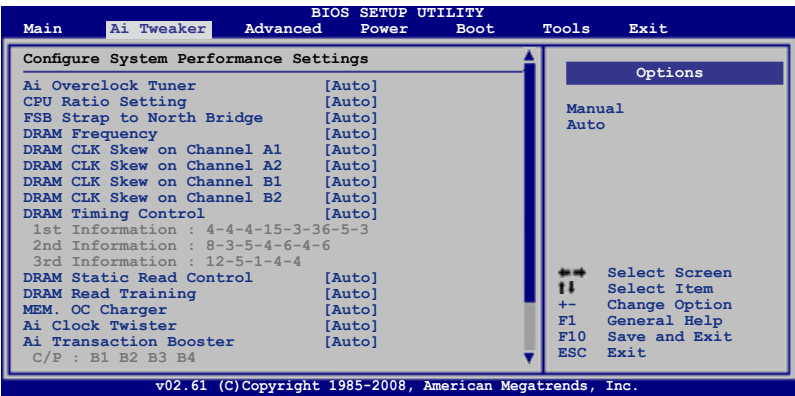 BIOS SETUP UTILITY
Main Ai Tweaker Advanced Power Boot Tools Exit
Configure System Performance Settings
Ai Overclock Tuner [Auto]
CPU Ratio Setting [Auto]
FSB Strap to North Bridge [Auto]
DRAM Frequency [Auto]
DRAM CLK Skew on Channel A1 [Auto]
DRAM CLK Skew on Channel A2 [Auto]
DRAM CLK Skew on Channel B1 [Auto]
DRAM CLK Skew on Channel B2 [Auto]
DRAM Timing Control [Auto]
1st Information : 4-4-4-15-3-36-5-3
2nd Information : 8-3-5-4-6-4-6
3rd Information : 12-5-1-4-4
DRAM Static Read Control [Auto]
DRAM Read Training [Auto]
MEM. OC Charger [Auto]
Ai Clock Twister [Auto]
Ai Transaction Booster [Auto]
C/P : B1 B2 B3 B4
Options
Manual
Auto
←→ Select Screen
↑↓ Select Item
+- Change Option
F1 General Help
F10 Save and Exit
ESC Exit
v02.61 (C)Copyright 1985-2008, American Megatrends, Inc.